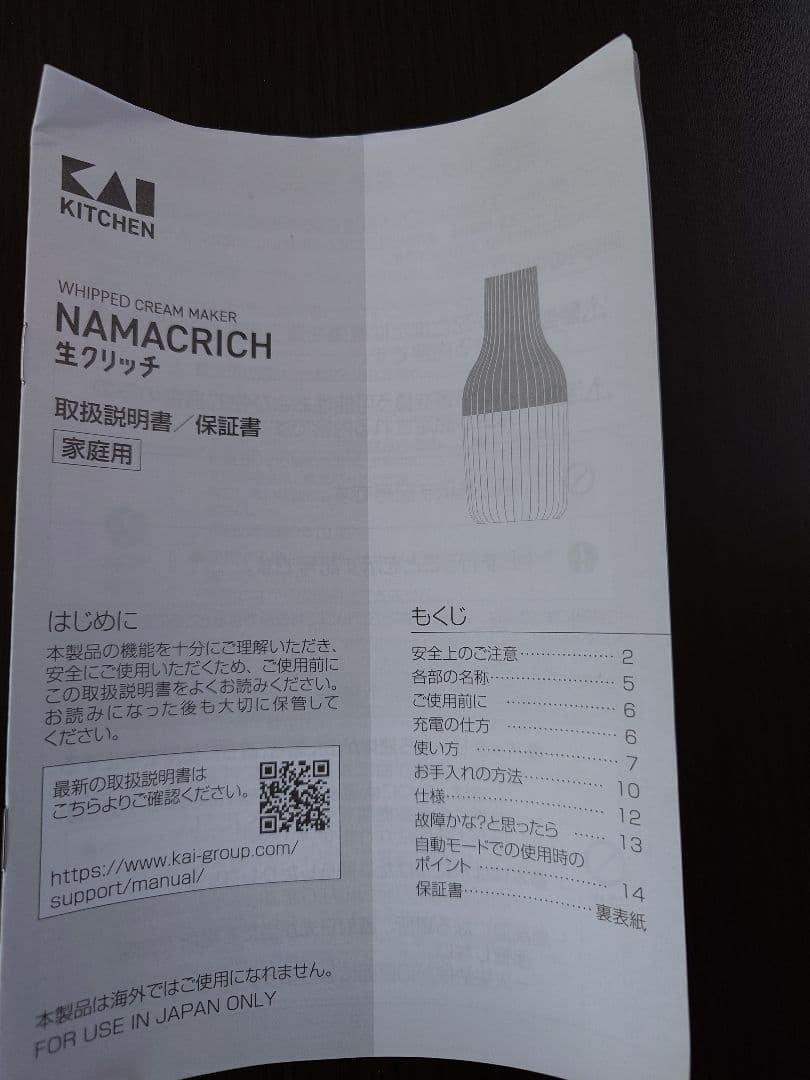 KAI
KITCHEN
WHIPPED CREAM MAKER
NAMACRICH
生クリッチ
取扱説明書／保証書
家庭用
はじめに
本製品の機能を十分にご理解いただき、
安全にご使用いただくため、ご使用前に
この取扱説明書をよくお読みください。
お読みになった後も大切に保管して
ください。
最新の取扱説明書は
こちらよりご確認ください。
https://www.kai-group.com/
support/manual/
本製品は海外ではご使用になれません。
FOR USE IN JAPAN ONLY
もくじ
安全上のご注意…………………2
各部の名称………………………5
ご使用前に………………………6
充電の仕方………………………6
使い方……………………………7
お手入れの方法…………………10
仕様………………………………12
故障かな?と思ったら……13
自動モードでの使用時の
ポイント…………………………14
保証書……………………裏表紙